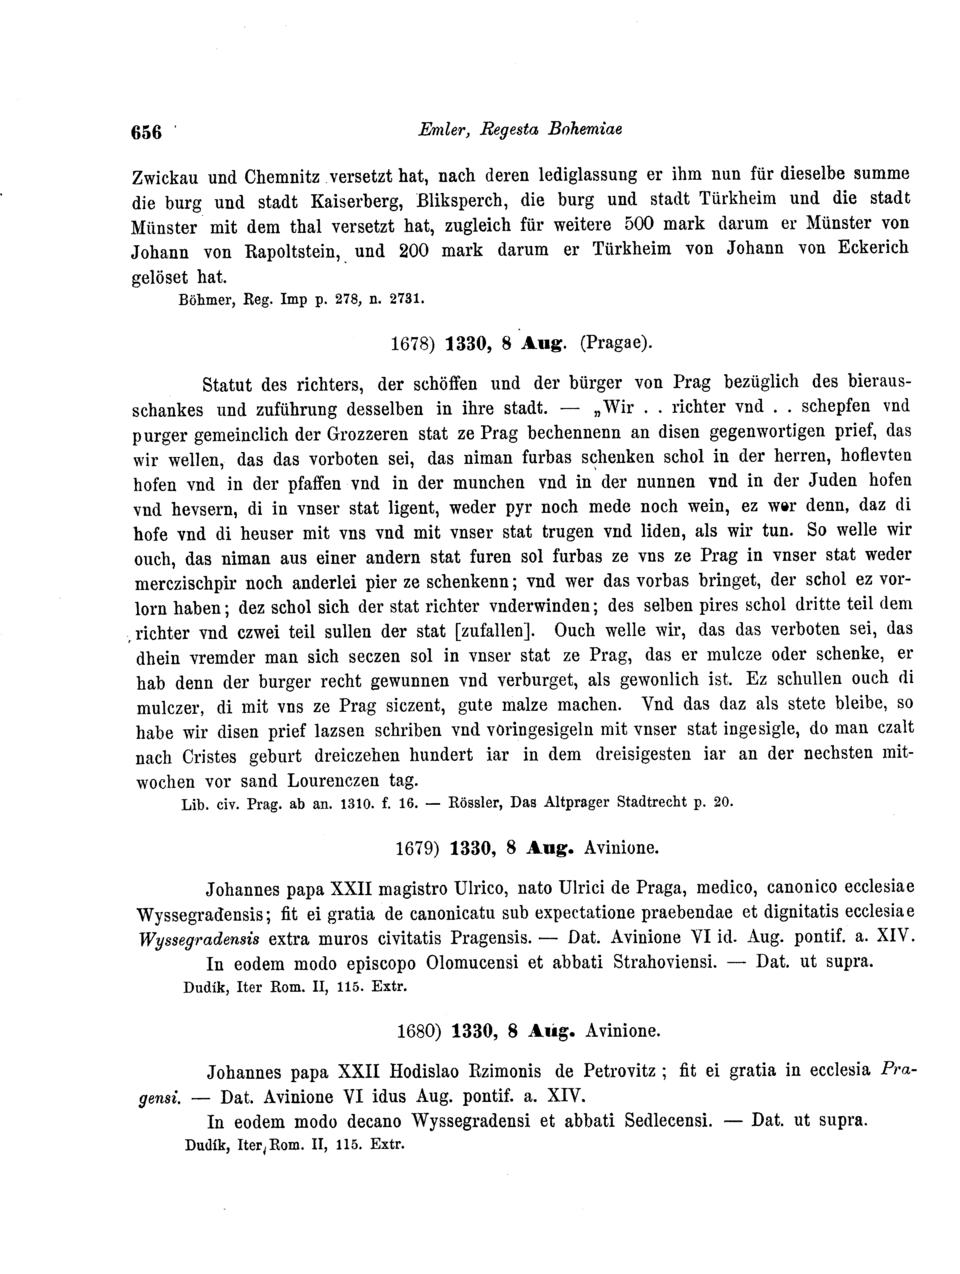 656 Emler, Regesta Bohemiae
Zwickau und Chemnitz versetzt hat, nach deren lediglassung er ihm nun für dieselbe summe
die burg und stadt Kaiserberg, Bliksperch, die burg und stadt Türkheim und die stadt
Münster mit dem thal versetzt hat, zugleich für weitere 500 mark darum er Münster von
Johann von Rapoltstein, und 200 mark darum er Türkheim von Johann von Eckerich
gelöset hat.
Böhmer, Reg. Imp p. 278, n. 2731.
1678) 1330, 8 Aug. (Pragae).
Statut des richters, der schöffen und der bürger von Prag bezüglich des bieraus-
schankes und zuführung desselben in ihre stadt. — „Wir . . richter vnd . . schepfen vnd
purger gemeinclich der Grozzeren stat ze Prag bechennenn an disen gegenwortigen prief, das
wir wellen, das das vorboten sei, das niman furbas schenken schol in der herren, hoflevten
hofen vnd in der pfaffen vnd in der munchen vnd in der nunnen vnd in der Juden hofen
vnd hevsern, di in vnser stat ligent, weder pyr noch mede noch wein, ez wer denn, daz di
hofe vnd di heuser mit vns vnd mit vnser stat trugen vnd liden, als wir tun. So welle wir
ouch, das niman aus einer andern stat furen sol furbas ze vns ze Prag in vnser stat weder
merczischpir noch anderlei pier ze schenkenn; vnd wer das vorbas bringet, der schol ez vor-
lorn haben; dez schol sich der stat richter vnderwinden; des selben pires schol dritte teil dem
richter vnd czwei teil sullen der stat [zufallen]. Ouch welle wir, das das verboten sei, das
dhein vremder man sich seczen sol in vnser stat ze Prag, das er mulcze oder schenke, er
hab denn der burger recht gewunnen vnd verburget, als gewonlich ist. Ez schullen ouch di
mulczer, di mit vns ze Prag siczent, gute malze machen. Vnd das daz als stete bleibe, so
habe wir disen prief lazsen schriben vnd voringesigeln mit vnser stat ingesigle, do man czalt
nach Cristes geburt dreiczehen hundert iar in dem dreisigesten iar an der nechsten mit-
wochen vor sand Lourenczen tag.
Lib. civ. Prag. ab an. 1310. f. 16. — Rössler, Das Altprager Stadtrecht p. 20.
1679) 1330, 8 Aug. Avinione.
Johannes papa XXII magistro Ulrico, nato Ulrici de Praga, medico, canonico ecclesiae
Wyssegradensis; fit ei gratia de canonicatu sub expectatione praebendae et dignitatis ecclesiae
Wyssegradensis extra muros civitatis Pragensis. — Dat. Avinione VI id. Aug. pontif. a. XIV.
In eodem modo episcopo Olomucensi et abbati Strahoviensi. — Dat. ut supra.
Dudík, Iter Rom. II, 115. Extr.
1680) 1330, 8 Aug. Avinione.
Johannes papa XXII Hodislao Rzimonis de Petrovitz ; fit ei gratia in ecclesia Pra-
gensi. — Dat. Avinione VI idus Aug. pontif. a. XIV.
In eodem modo decano Wyssegradensi et abbati Sedlecensi. — Dat. ut supra.
Dudík, Iter Rom. II, 115. Extr.